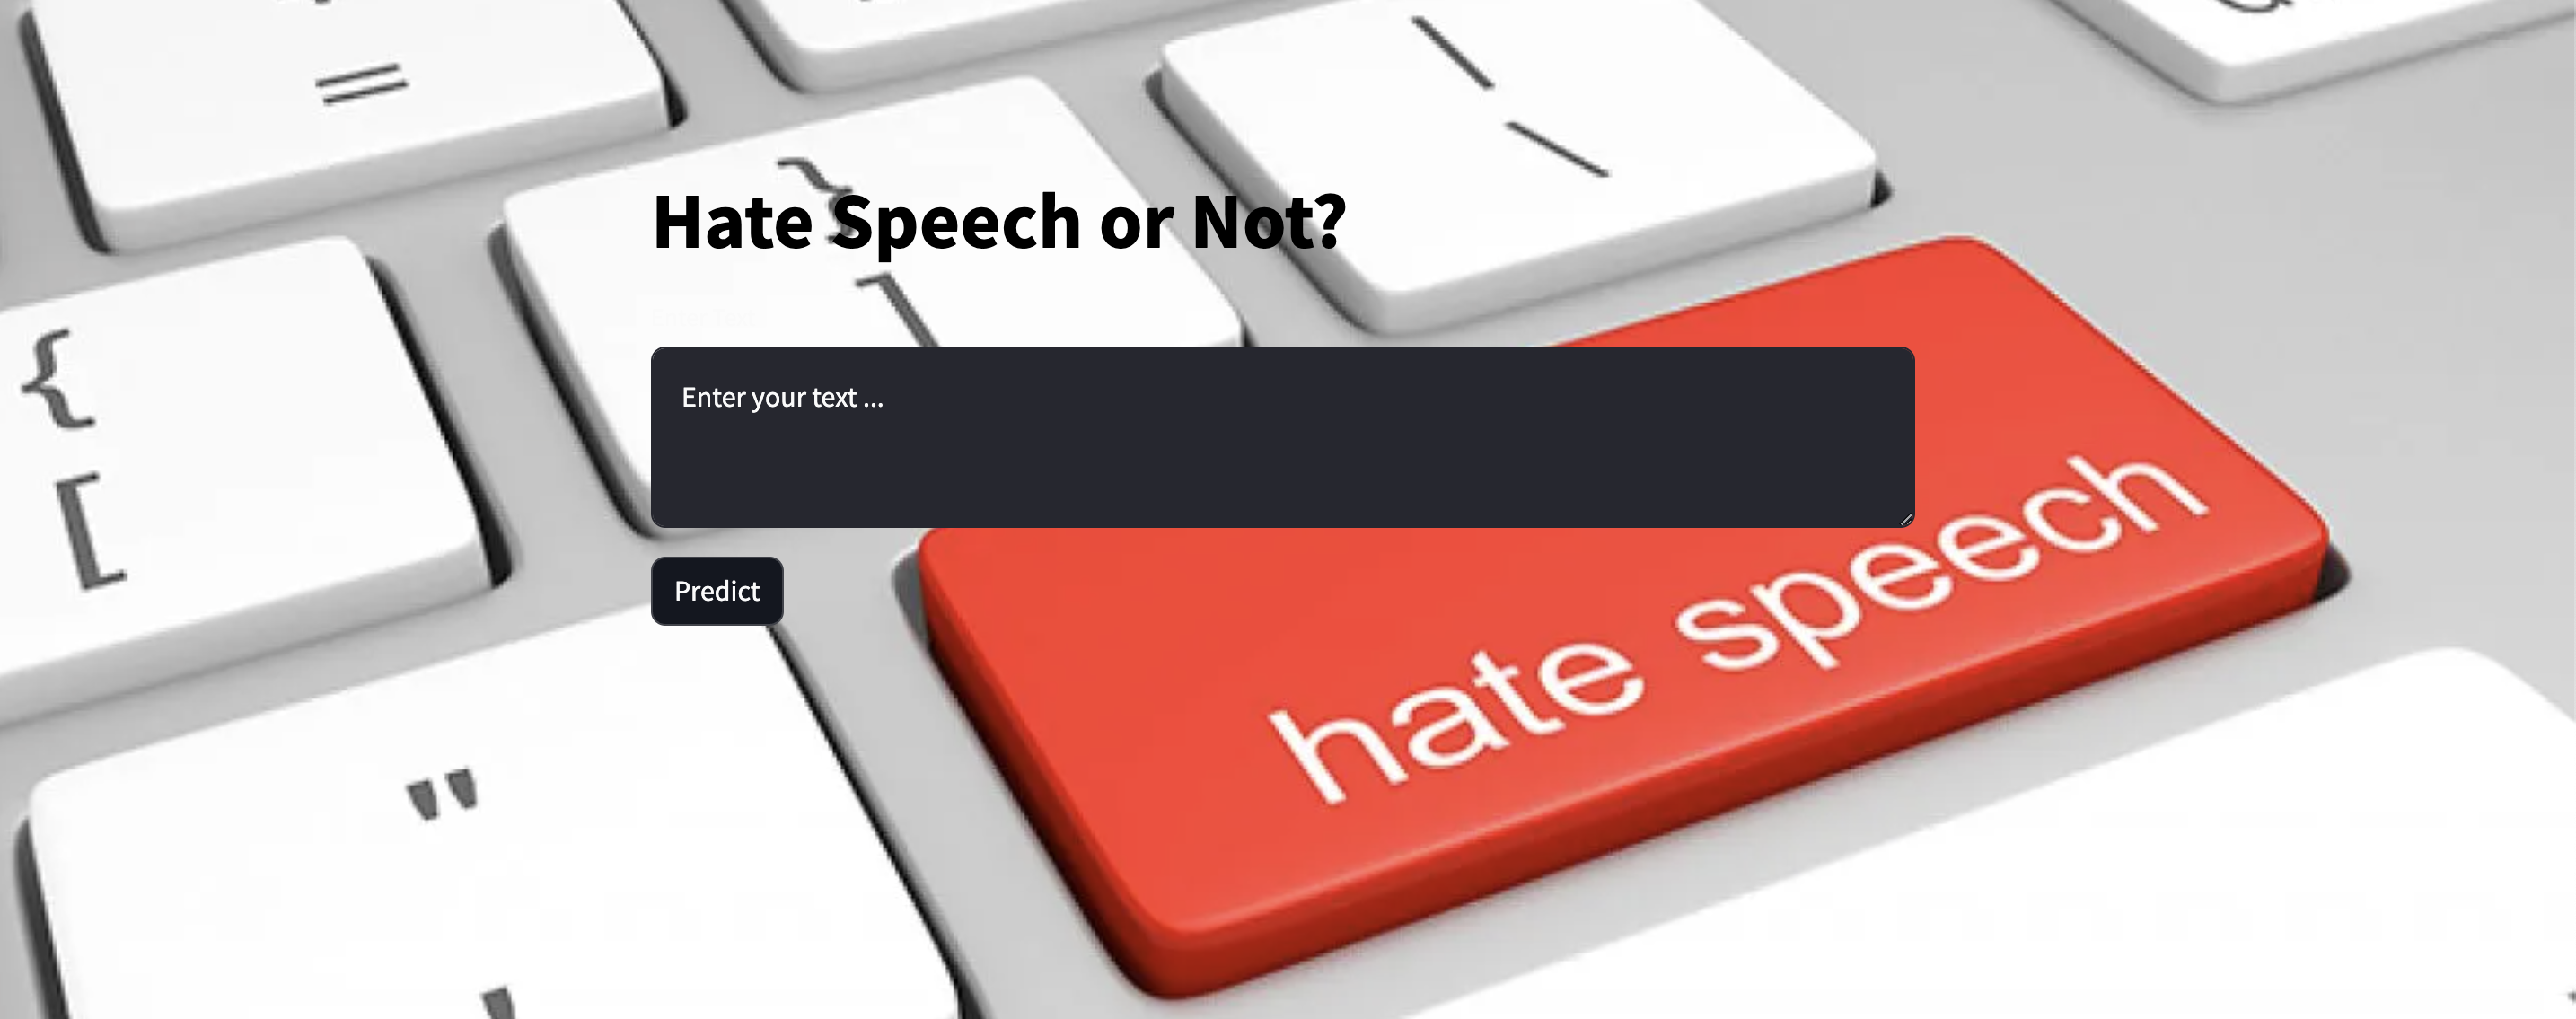 =
}
]
\
{
[
Hate Speech or Not?
Enter your text ...
Predict
hate speech
"
'